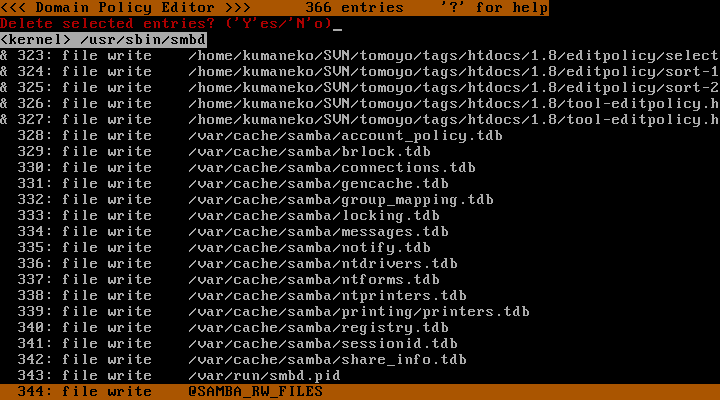 <<< Domain Policy Editor >>>      366 entries    '?' for help
Delete selected entries? ('Y'es/'N'o)_
<kernel> /usr/sbin/smbd
& 323: file write    /home/kumaneko/SVN/tomoyo/tags/htdocs/1.8/editpolicy/select
& 324: file write    /home/kumaneko/SVN/tomoyo/tags/htdocs/1.8/editpolicy/sort-1
& 325: file write    /home/kumaneko/SVN/tomoyo/tags/htdocs/1.8/editpolicy/sort-2
& 326: file write    /home/kumaneko/SVN/tomoyo/tags/htdocs/1.8/tool-editpolicy.h
& 327: file write    /home/kumaneko/SVN/tomoyo/tags/htdocs/1.8/tool-editpolicy.h
  328: file write    /var/cache/samba/account_policy.tdb
  329: file write    /var/cache/samba/brlock.tdb
  330: file write    /var/cache/samba/connections.tdb
  331: file write    /var/cache/samba/gencache.tdb
  332: file write    /var/cache/samba/group_mapping.tdb
  333: file write    /var/cache/samba/locking.tdb
  334: file write    /var/cache/samba/messages.tdb
  335: file write    /var/cache/samba/notify.tdb
  336: file write    /var/cache/samba/ntdrivers.tdb
  337: file write    /var/cache/samba/ntforms.tdb
  338: file write    /var/cache/samba/ntprinters.tdb
  339: file write    /var/cache/samba/printing/printers.tdb
  340: file write    /var/cache/samba/registry.tdb
  341: file write    /var/cache/samba/sessionid.tdb
  342: file write    /var/cache/samba/share_info.tdb
  343: file write    /var/run/smbd.pid
  344: file write    @SAMBA_RW_FILES